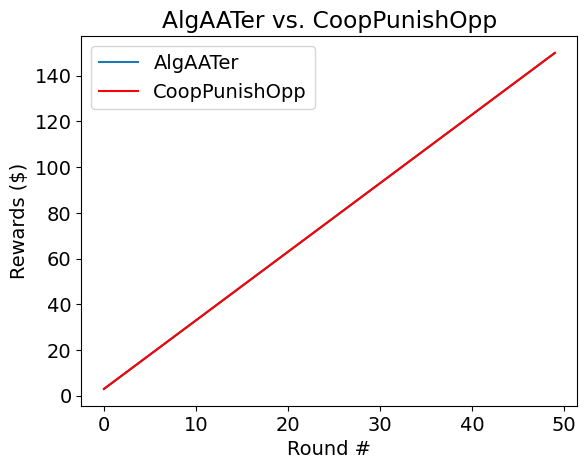 AlgAATer vs. CoopPunishOpp
AlgAATer
CoopPunishOpp
Rewards ($)
140
120
100
80
60
40
20
0
0 10 20 30 40 50
Round #